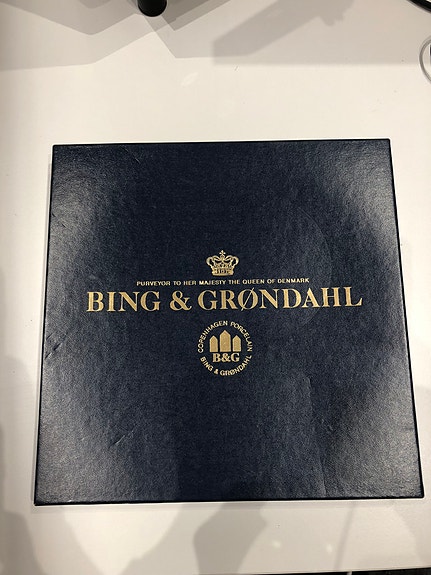 PURVEYOR TO HER MAJESTY THE QUEEN OF DENMARK
BING & GRØNDAHL
COPENHAGEN PORCELAIN
B&G
BING & GRØNDAHL